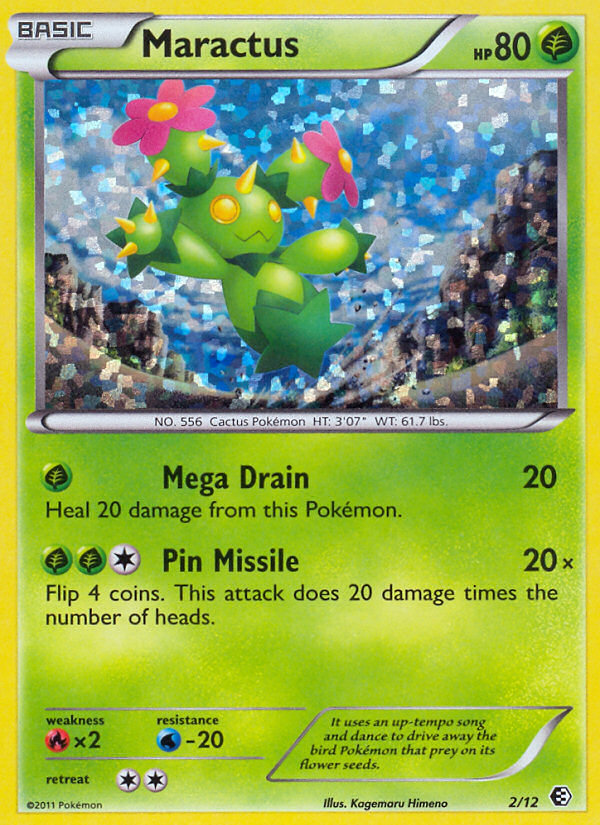 BASIC
Maractus
HP80
NO. 556 Cactus Pokémon HT: 3'07" WT: 61.7 lbs.
Mega Drain 20
Heal 20 damage from this Pokémon.
Pin Missile 20×
Flip 4 coins. This attack does 20 damage times the
number of heads.
weakness resistance
×2 -20
It uses an up-tempo song
and dance to drive away the
bird Pokémon that prey on its
flower seeds.
retreat
©2011 Pokémon Illus. Kagemaru Himeno 2/12